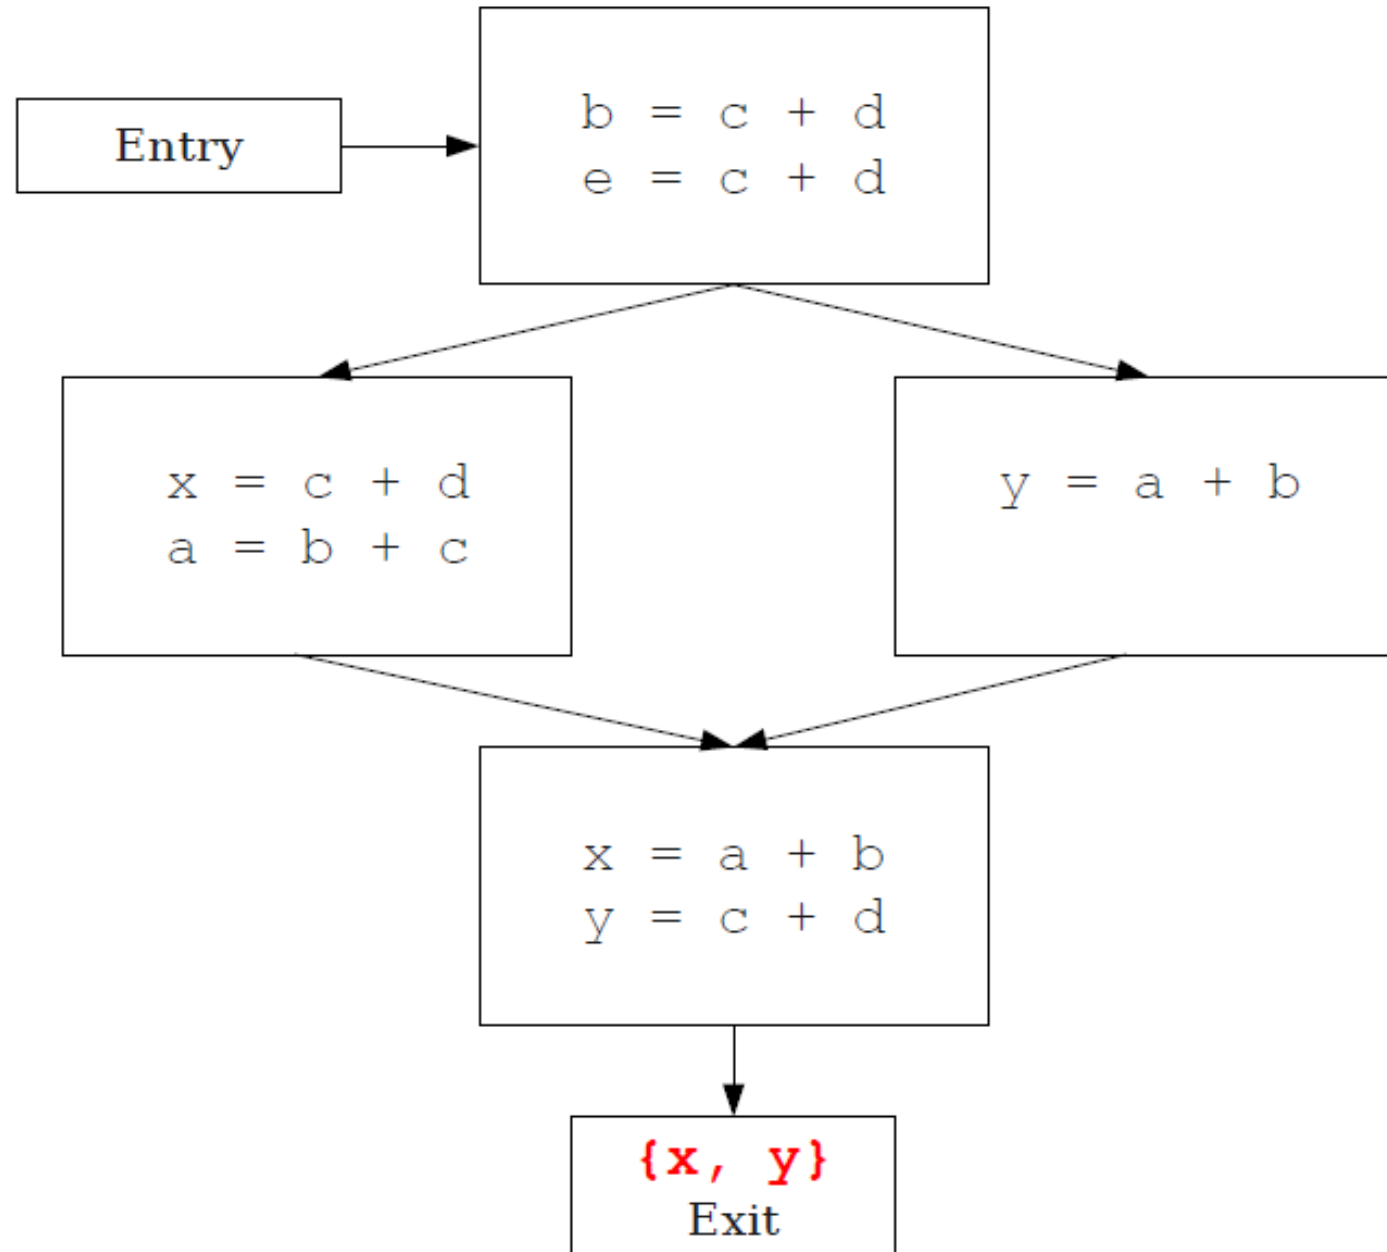 Entry
b = c + d
e = c + d
x = c + d
a = b + c
y = a + b
x = a + b
y = c + d
{x, y}
Exit